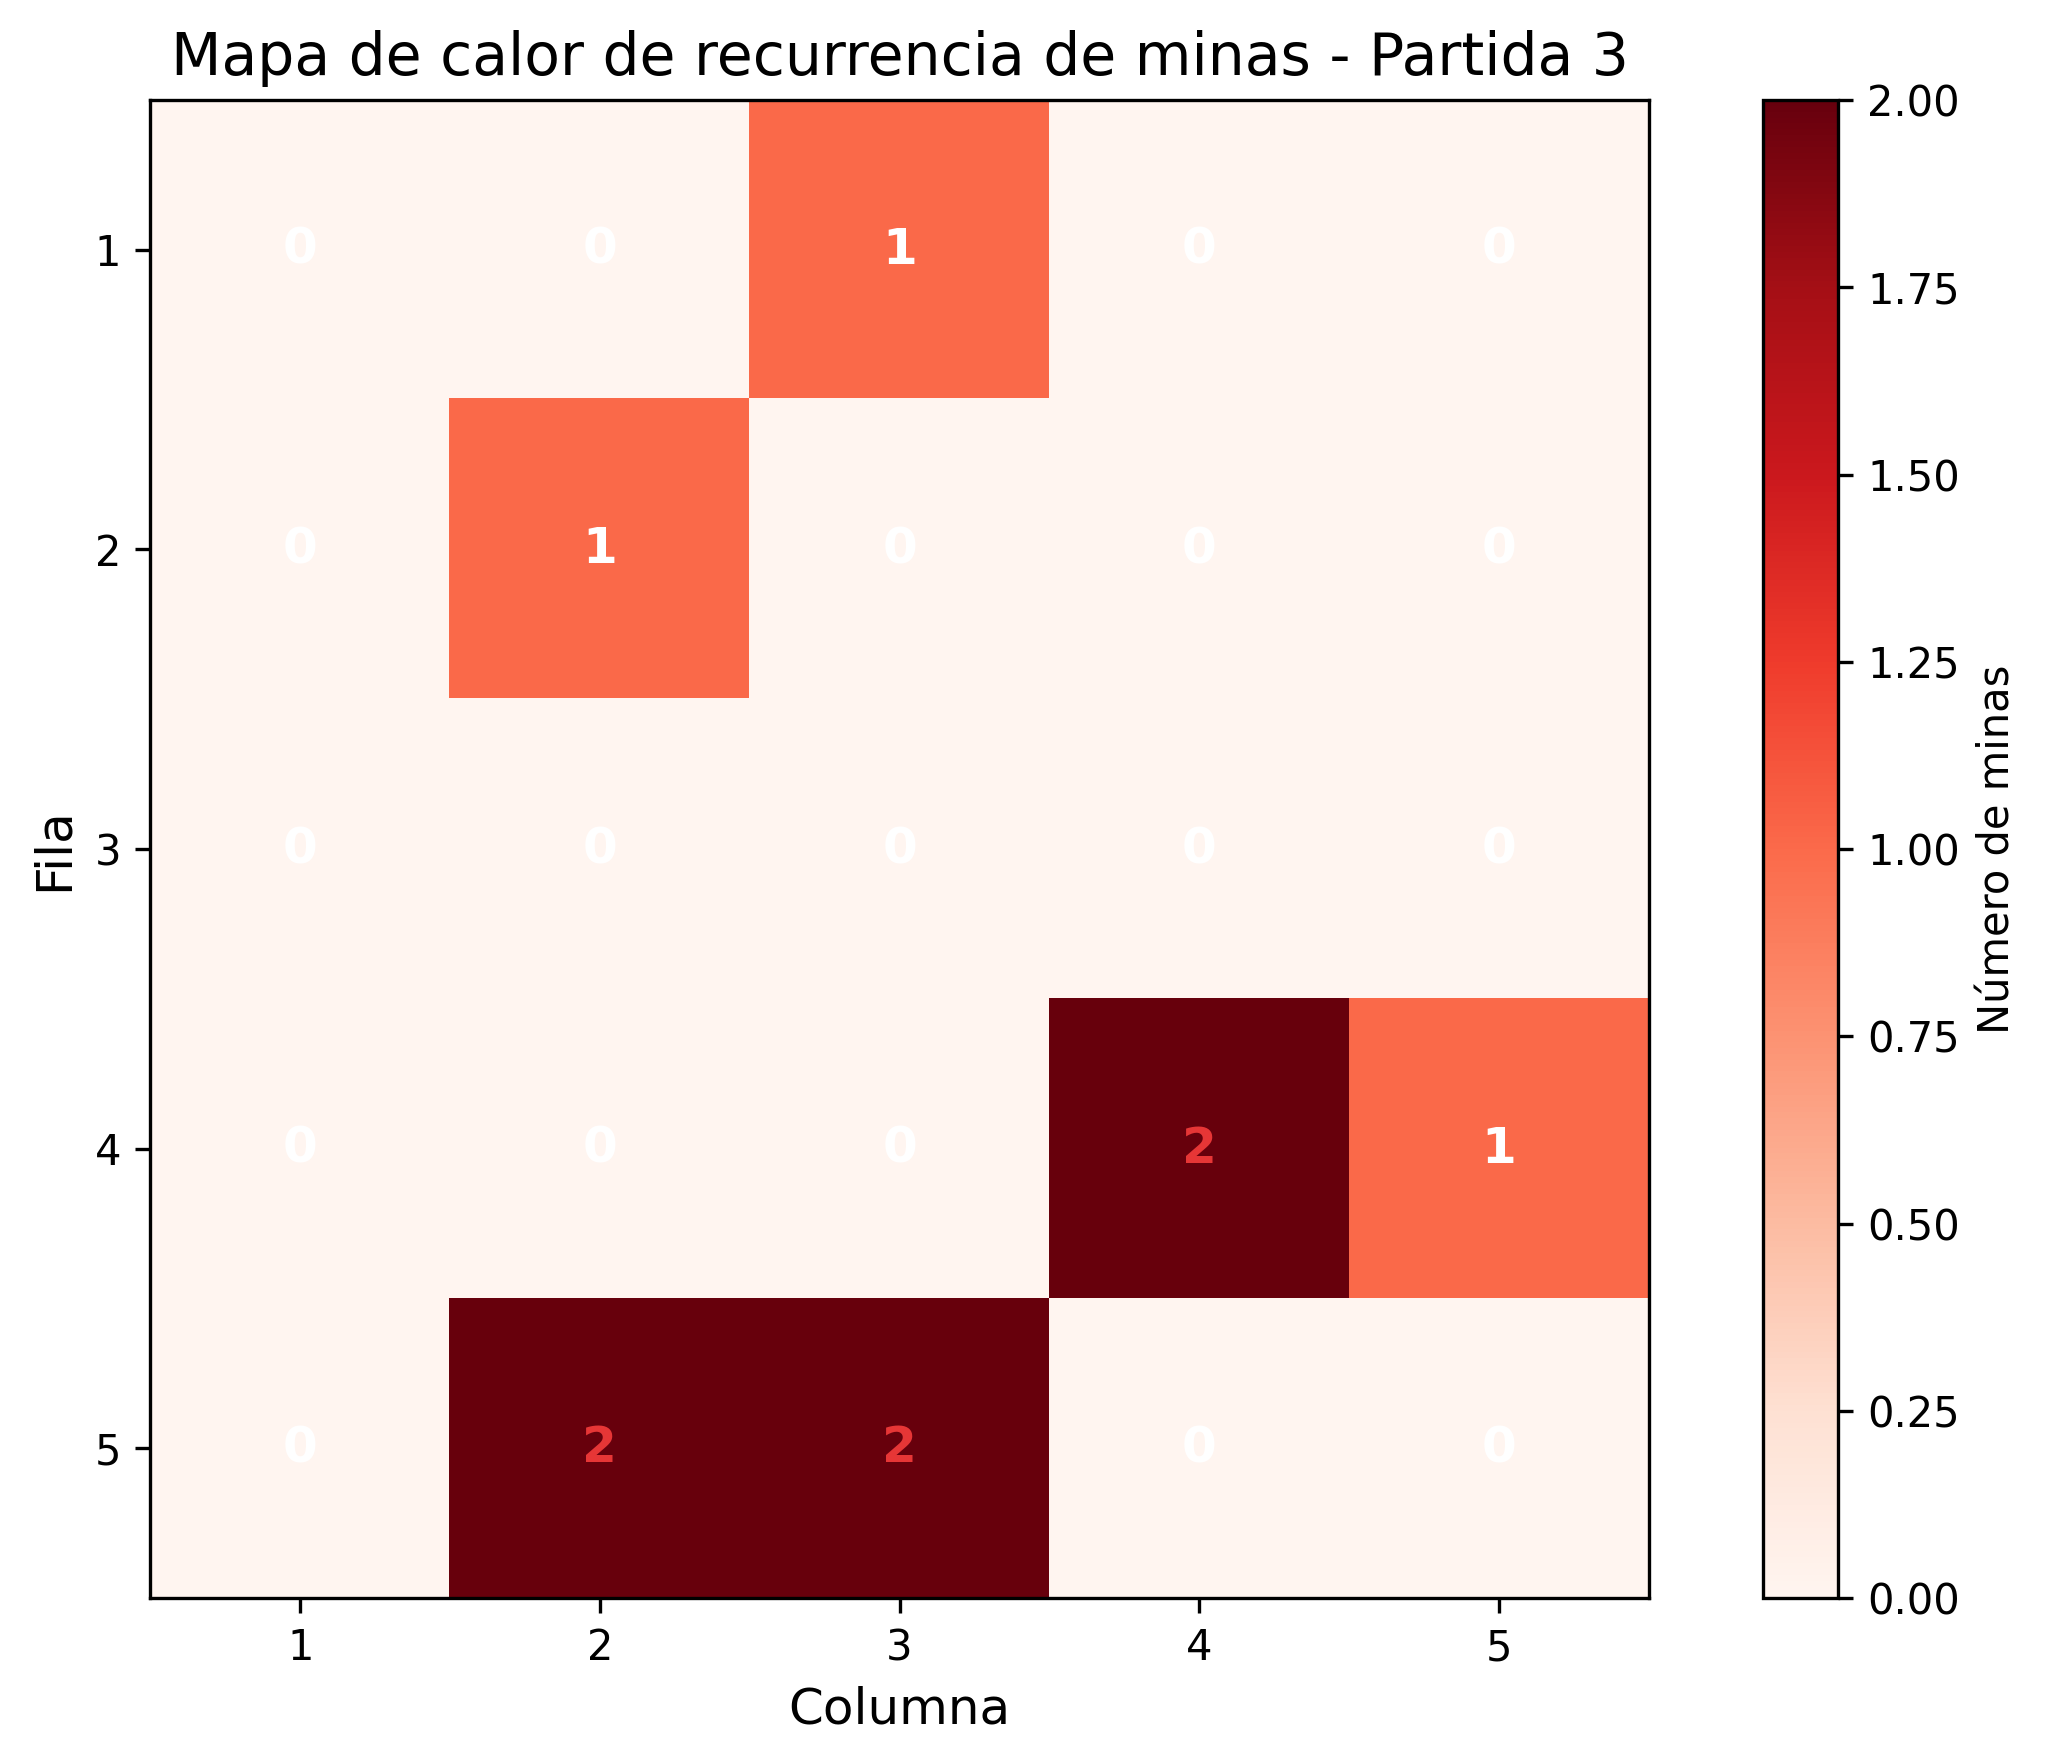 Mapa de calor de recurrencia de minas - Partida 3
1 0 0 1 0 0
2 0 1 0 0 0
3 0 0 0 0 0
4 0 0 0 2 1
5 0 2 2 0 0
1 2 3 4 5
Fila
Columna
2.00
1.75
1.50
1.25
1.00
0.75
0.50
0.25
0.00
Número de minas